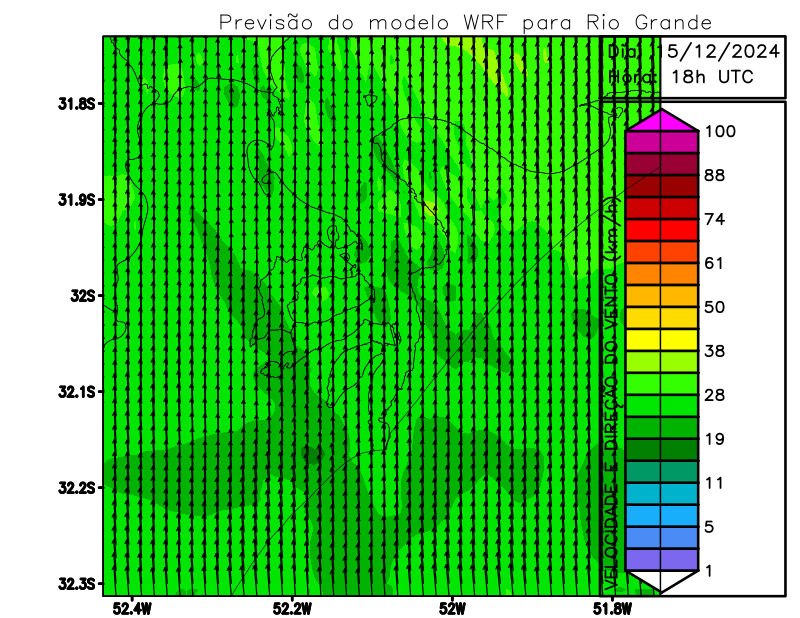 Previsão do modelo WRF para Rio Grande
Dia: 15/12/2024
Hora: 18h UTC
31.8S
31.9S
32S
32.1S
32.2S
32.3S
52.4W
52.2W
52W
51.8W
VELOCIDADE E DIREÇÃO DO VENTO (km/h)
100
88
74
61
50
38
28
19
11
5
1